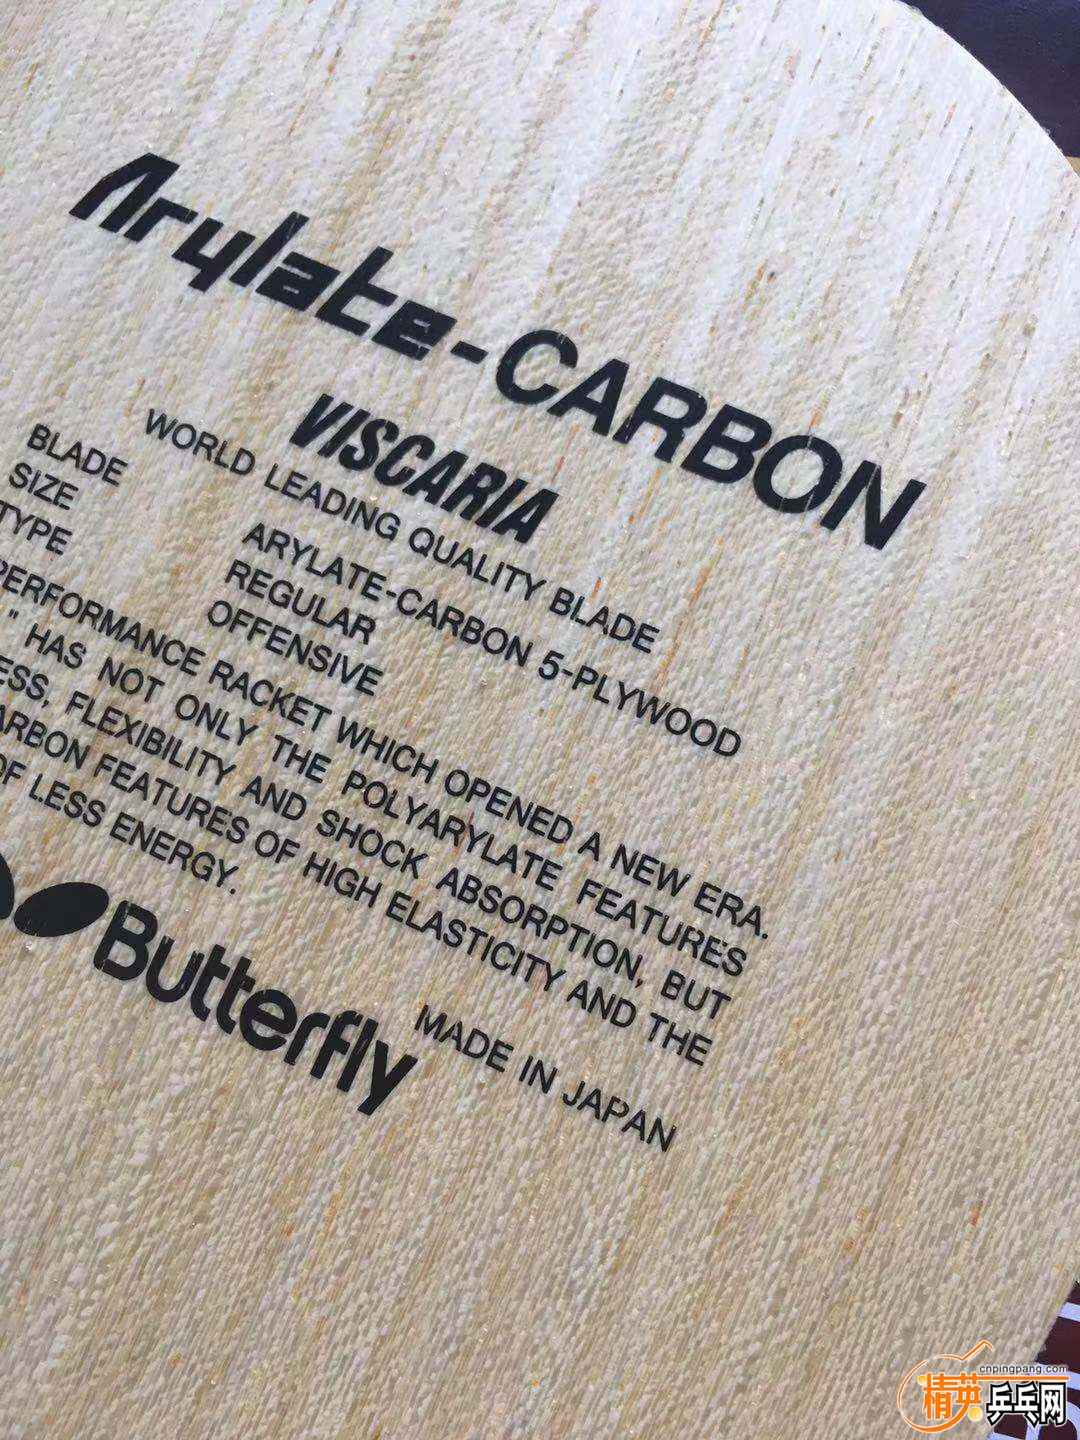 Arylate-CARBON
VISCARIA
WORLD LEADING QUALITY BLADE
BLADE ARYLATE-CARBON 5-PLYWOOD
SIZE REGULAR
TYPE OFFENSIVE
PERFORMANCE RACKET WHICH OPENED A NEW ERA.
" HAS NOT ONLY THE POLYARYLATE FEATURES
ESS, FLEXIBILITY AND SHOCK ABSORPTION, BUT
ARBON FEATURES OF HIGH ELASTICITY AND THE
OF LESS ENERGY.
Butterfly
MADE IN JAPAN
cnpingpang.com
精英乒乓网